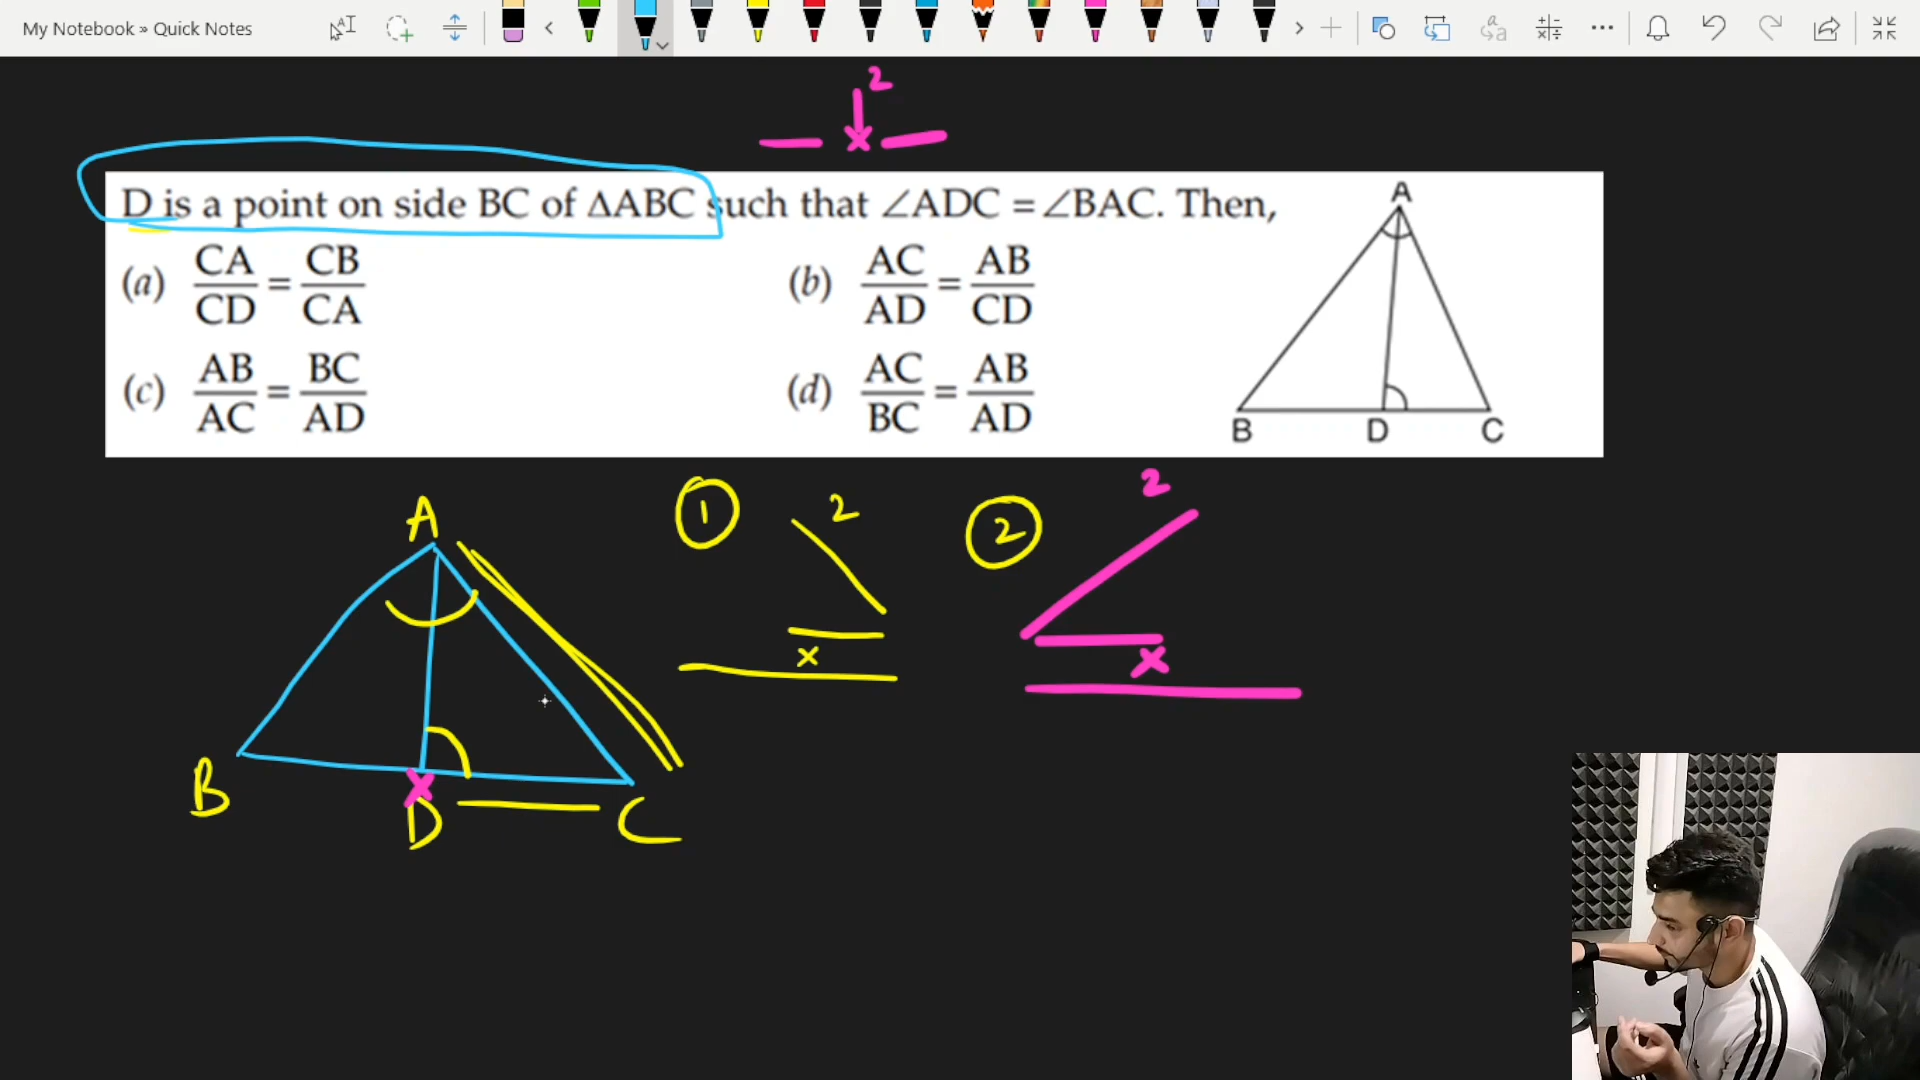 My Notebook » Quick Notes
2
— × —
D is a point on side BC of ΔABC such that ∠ADC = ∠BAC. Then,
(a) CA/CD = CB/CA
(b) AC/AD = AB/CD
(c) AB/AC = BC/AD
(d) AC/BC = AB/AD
A
B D C
A
B D C
① 2
×
② 2
×